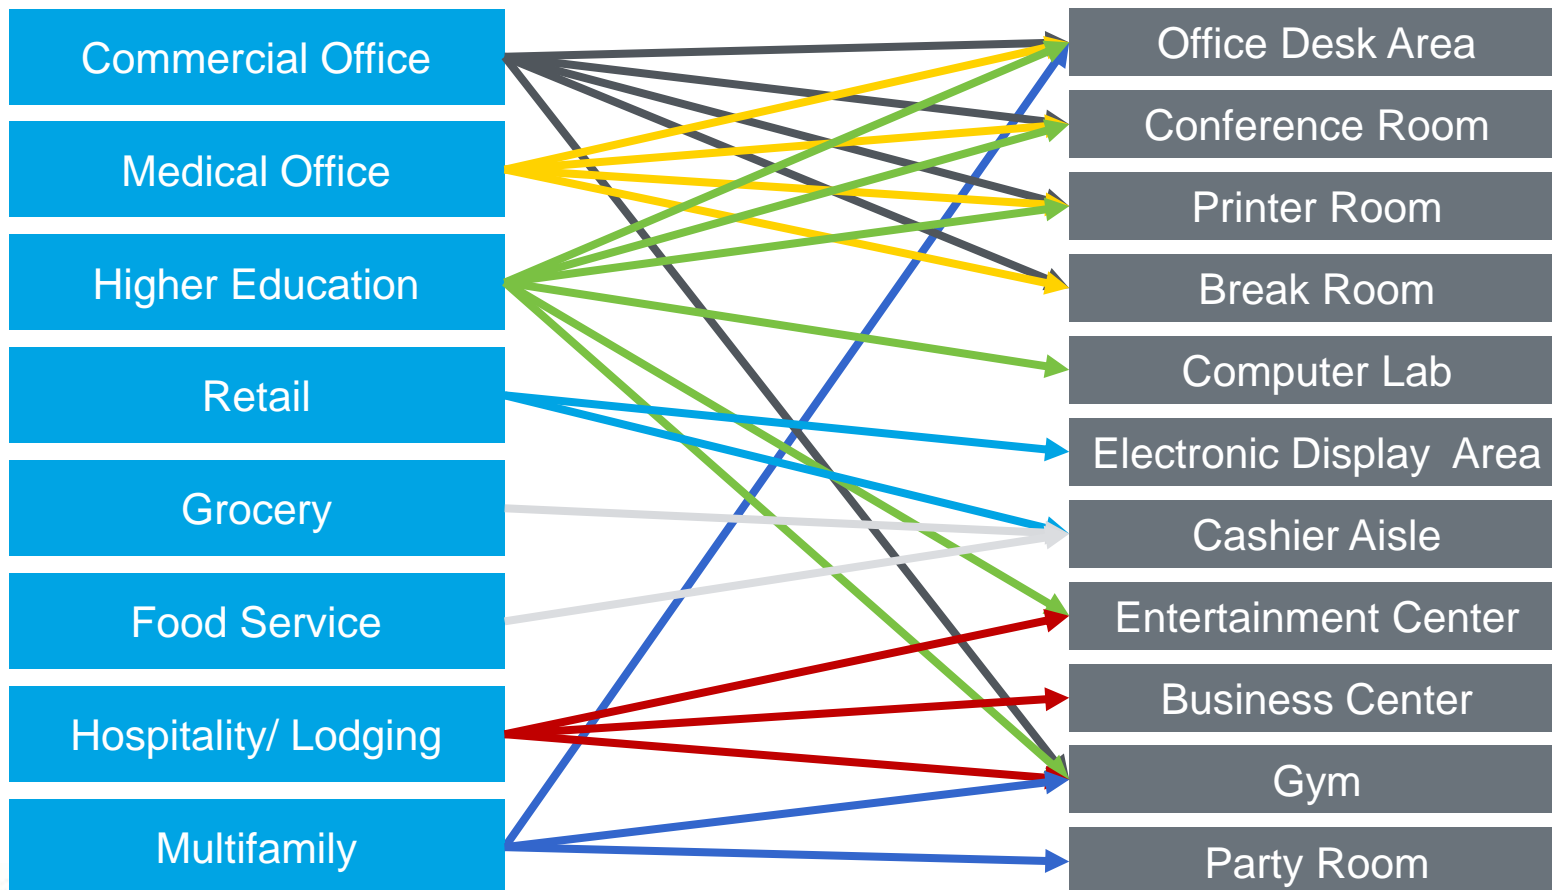 Commercial Office
Medical Office
Higher Education
Retail
Grocery
Food Service
Hospitality/ Lodging
Multifamily
Office Desk Area
Conference Room
Printer Room
Break Room
Computer Lab
Electronic Display  Area
Cashier Aisle
Entertainment Center
Business Center
Gym
Party Room